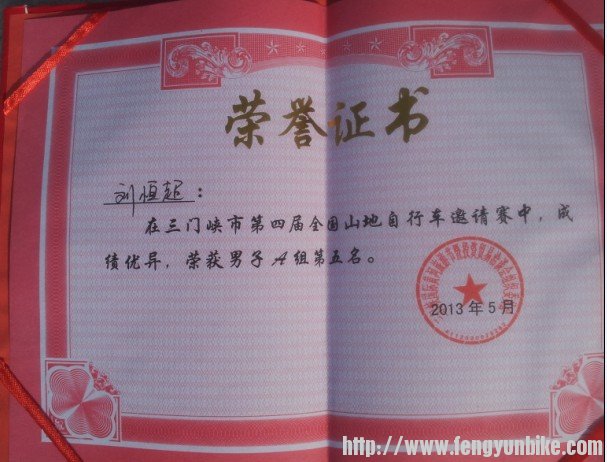 荣誉证书
刘恒超：
在三门峡市第四届全国山地自行车邀请赛中，成
绩优异，荣获男子A组第五名。
2013年5月
http://www.fengyunbike.com